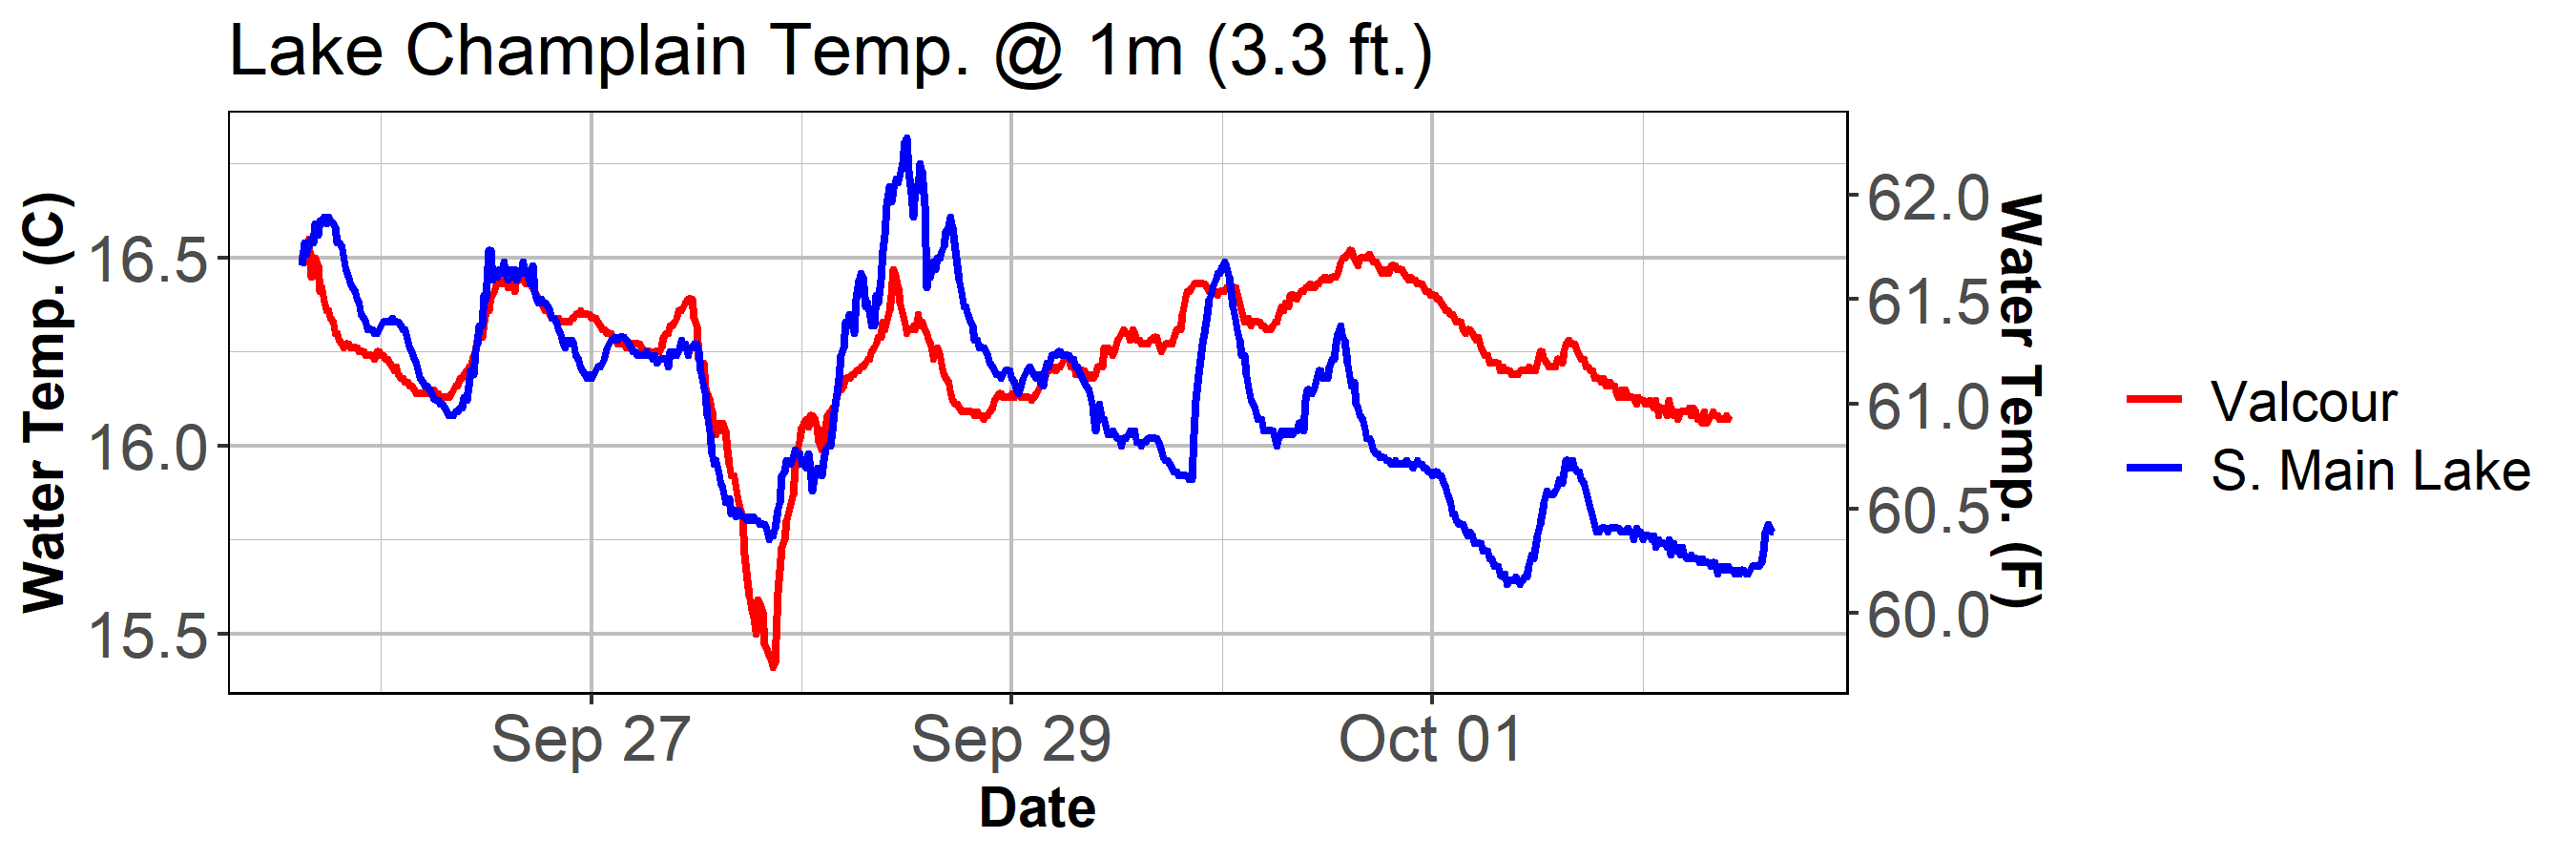 Lake Champlain Temp. @ 1m (3.3 ft.)
Water Temp. (C)
16.5
16.0
15.5
62.0
61.5
61.0
60.5
60.0
Water Temp. (F)
Sep 27
Sep 29
Oct 01
Date
Valcour
S. Main Lake